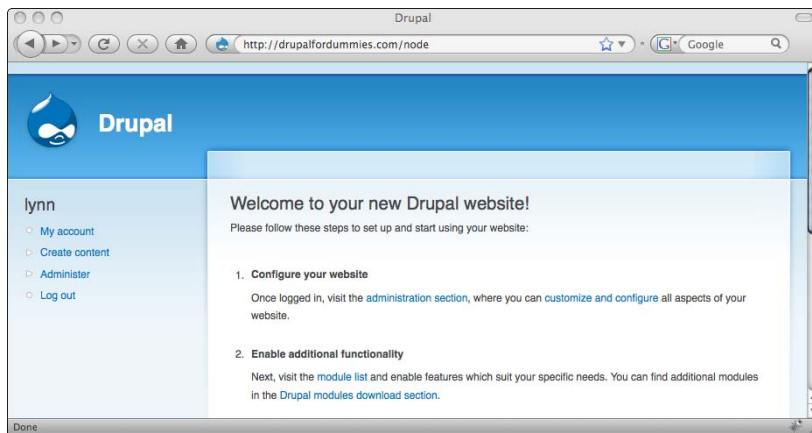 Drupal
http://drupalfordummies.com/node
G
Google
Drupal
lynn
My account
Create content
Administer
Log out
Welcome to your new Drupal website!
Please follow these steps to set up and start using your website:
1. Configure your website
Once logged in, visit the administration section, where you can customize and configure all aspects of your
website.
2. Enable additional functionality
Next, visit the module list and enable features which suit your specific needs. You can find additional modules
in the Drupal modules download section.
Done